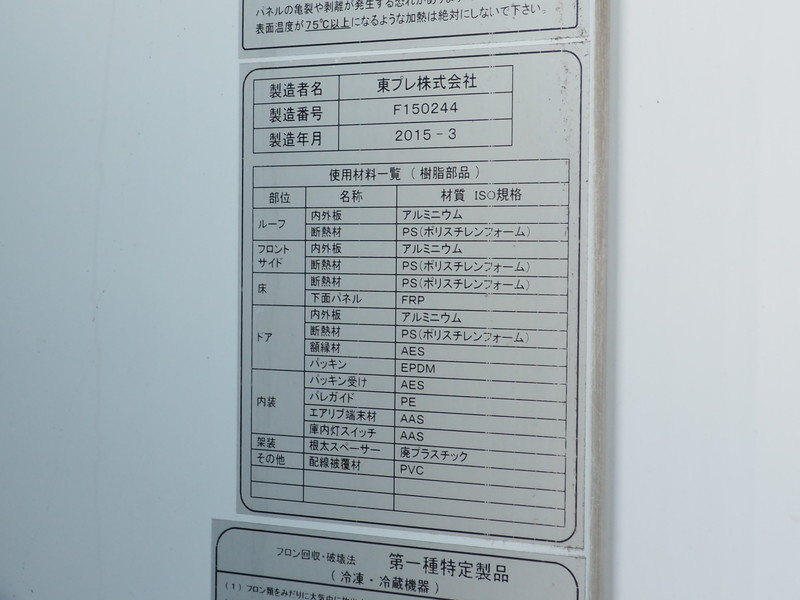 パネルの亀裂や剥離が発生する恐れがあります
表面温度が75℃以上になるような加熱は絶対にしないで下さい。
製造者名 東プレ株式会社
製造番号 F150244
製造年月 2015-3
使用材料一覧（樹脂部品）
部位 名称 材質 ISO規格
ルーフ 内外板 アルミニウム
断熱材 PS(ポリスチレンフォーム)
フロント サイド 内外板 アルミニウム
断熱材 PS(ポリスチレンフォーム)
床 断熱材 PS(ポリスチレンフォーム)
下面パネル FRP
ドア 内外板 アルミニウム
断熱材 PS(ポリスチレンフォーム)
額縁材 AES
パッキン EPDM
内装 パッキン受け AES
パレガイド PE
エアリブ端末材 AAS
庫内灯スイッチ AAS
架装 根太スペーサー 廃プラスチック
その他 配線被覆材 PVC
フロン回収・破壊法 第一種特定製品
（冷凍・冷蔵機器）
(1) フロン類をみだりに大気中に